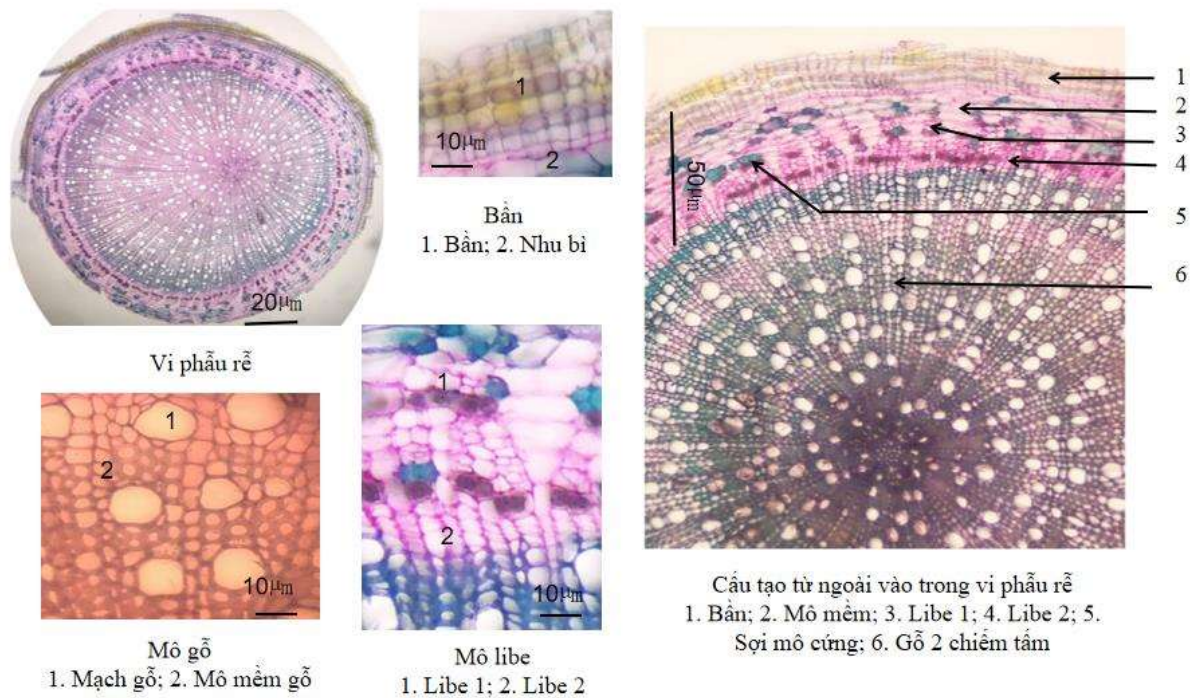 20μm
Vi phẫu rễ
1
10μm
2
Bần
1. Bần; 2. Nhu bì
1
2
10μm
Mô gỗ
1. Mạch gỗ; 2. Mô mềm gỗ
1
2
10μm
Mô libe
1. Libe 1; 2. Libe 2
50μm
1
2
3
4
5
6
Cấu tạo từ ngoài vào trong vi phẫu rễ
1. Bần; 2. Mô mềm; 3. Libe 1; 4. Libe 2; 5.
Sợi mô cứng; 6. Gỗ 2 chiếm tấm